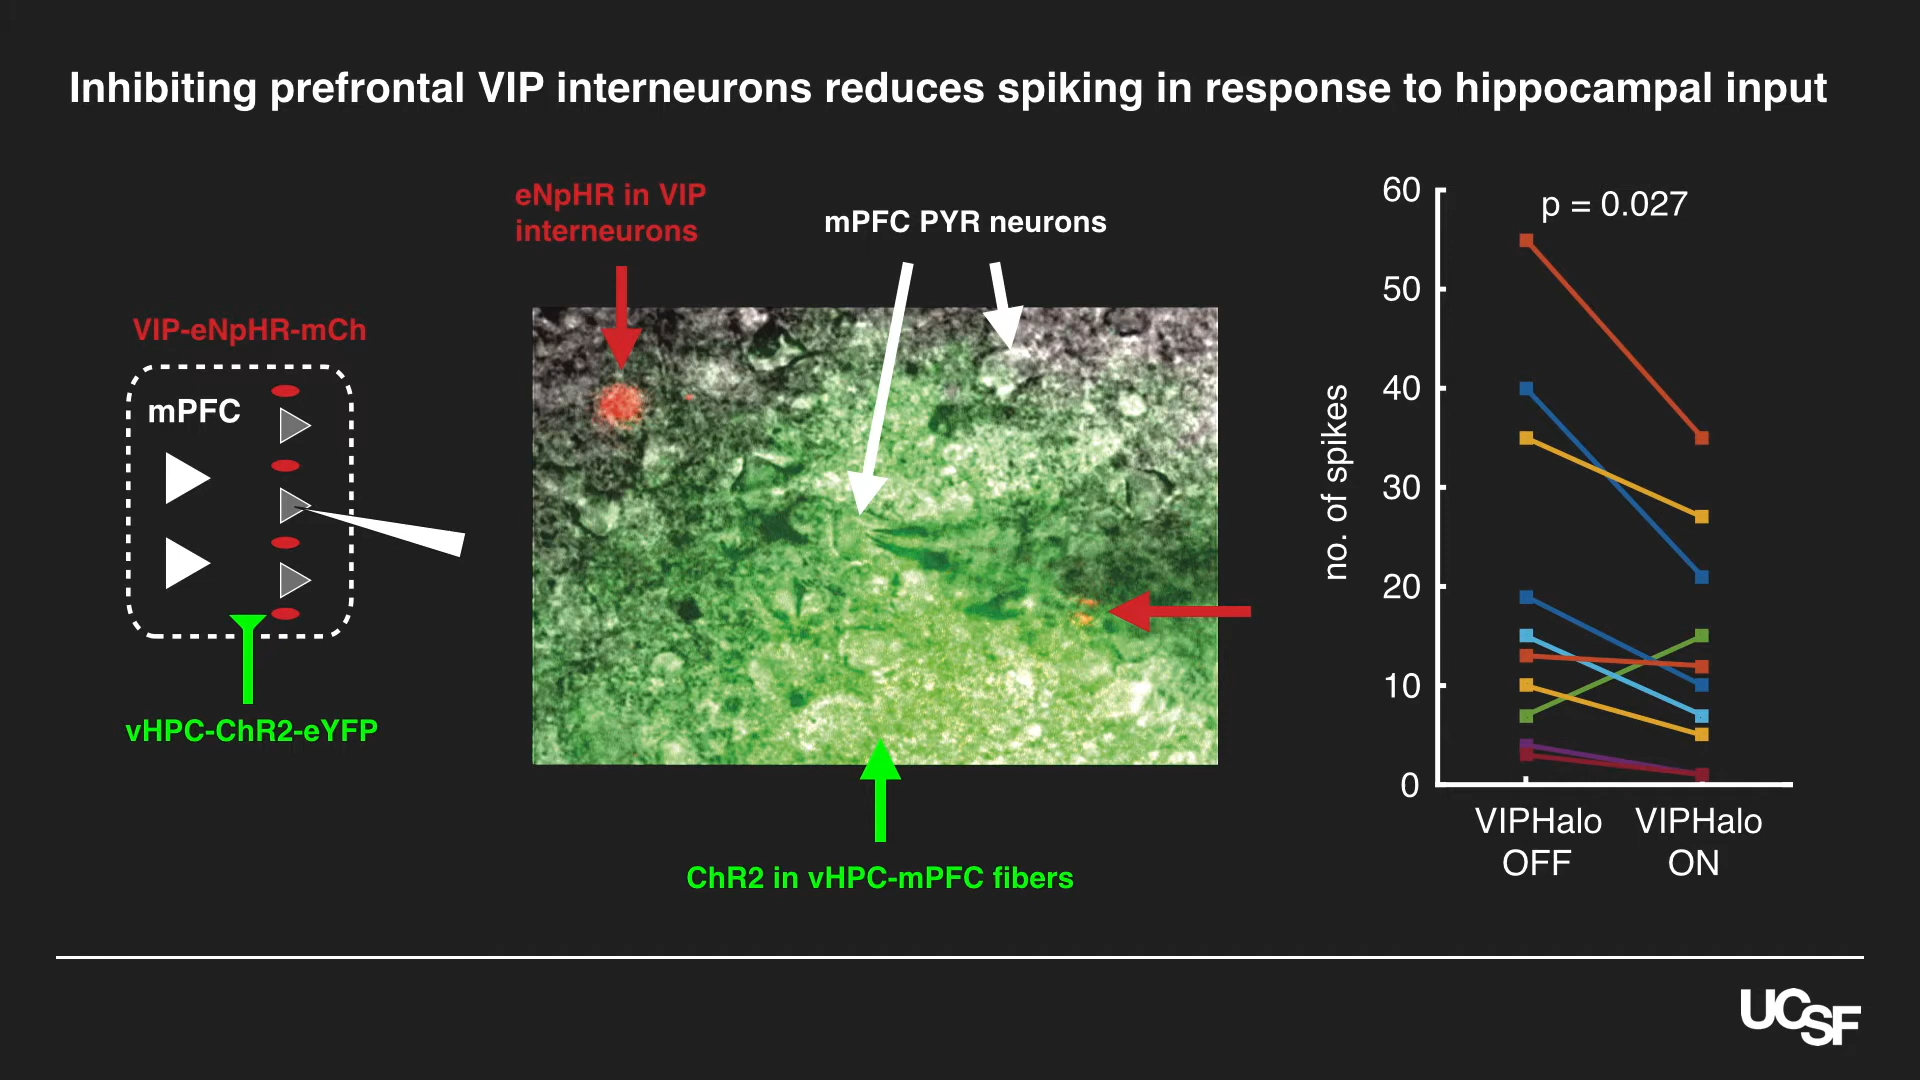 Inhibiting prefrontal VIP interneurons reduces spiking in response to hippocampal input
VIP-eNpHR-mCh
mPFC
vHPC-ChR2-eYFP
eNpHR in VIP
interneurons
mPFC PYR neurons
ChR2 in vHPC-mPFC fibers
no. of spikes
60
50
40
30
20
10
0
p = 0.027
VIPHalo VIPHalo
OFF ON
UCSF